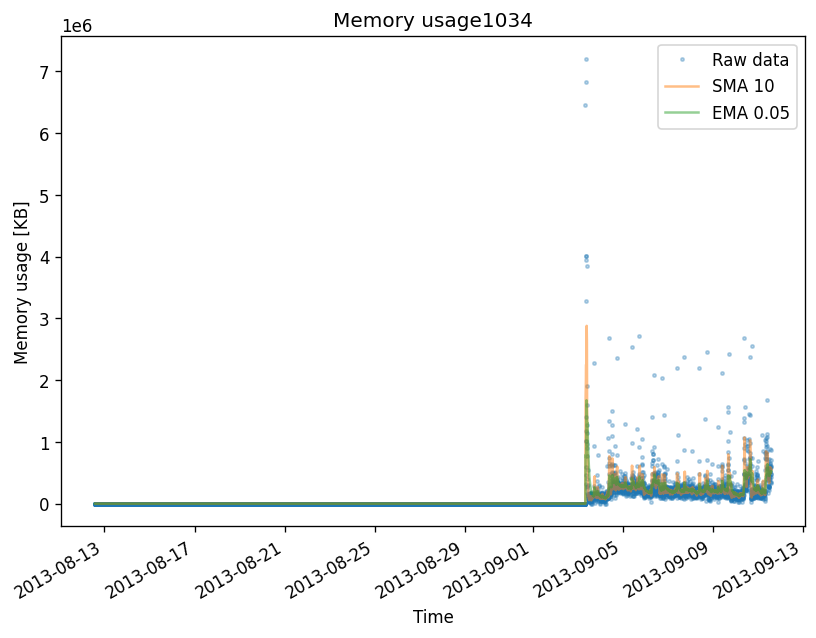 Memory usage1034
1e6
Raw data
SMA 10
EMA 0.05
7
6
5
4
3
2
1
0
Memory usage [KB]
2013-08-13
2013-08-17
2013-08-21
2013-08-25
2013-08-29
2013-09-01
2013-09-05
2013-09-09
2013-09-13
Time